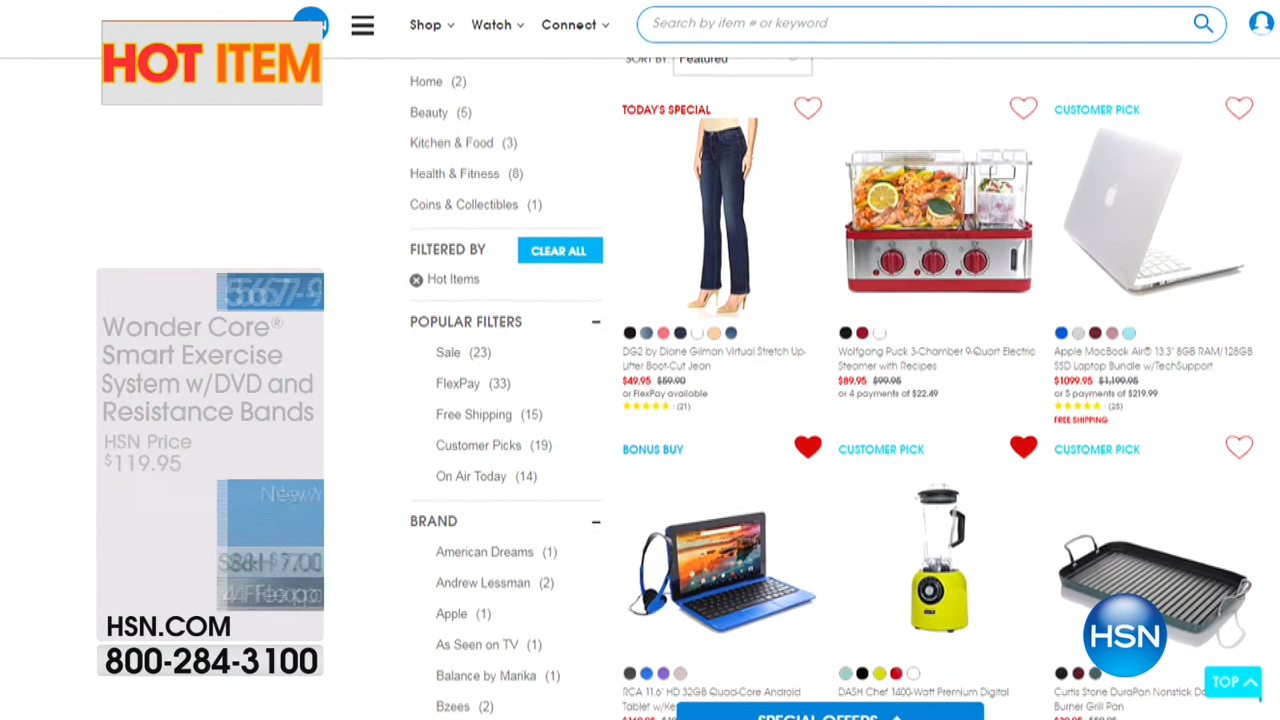 HOT ITEM
Shop
Watch
Connect
Search by item # or keyword
SORT BY:
Featured
Home (2)
Beauty (5)
Kitchen & Food (3)
Health & Fitness (8)
Coins & Collectibles (1)
FILTERED BY
CLEAR ALL
Hot Items
POPULAR FILTERS
Sale (23)
FlexPay (33)
Free Shipping (15)
Customer Picks (19)
On Air Today (14)
BRAND
American Dreams (1)
Andrew Lessman (2)
Apple (1)
As Seen on TV (1)
Balance by Marika (1)
Bzees (2)
Wonder Core®
Smart Exercise
System w/DVD and
Resistance Bands
HSN Price
$119.95
HSN.COM
800-284-3100
TODAY'S SPECIAL
DG2 by Diane Gilman Virtual Stretch Up-
Lifter Boot-Cut Jean
$49.95 $59.90
or FlexPay available
(21)
Wolfgang Puck 3-Chamber 9-Quart Electric
Steamer with Recipes
$89.95 $99.95
or 4 payments of $22.49
CUSTOMER PICK
Apple MacBook Air® 13.3" 8GB RAM/128GB
SSD Laptop Bundle w/TechSupport
$1099.95 $1,199.95
or 5 payments of $219.99
(25)
FREE SHIPPING
BONUS BUY
RCA 11.6" HD 32GB Quad-Core Android
CUSTOMER PICK
DASH Chef 1400-Watt Premium Digital
CUSTOMER PICK
Curtis Stone DuraPan Nonstick
Burner Grill Pan
HSN
TOP
SPECIAL OFFERS